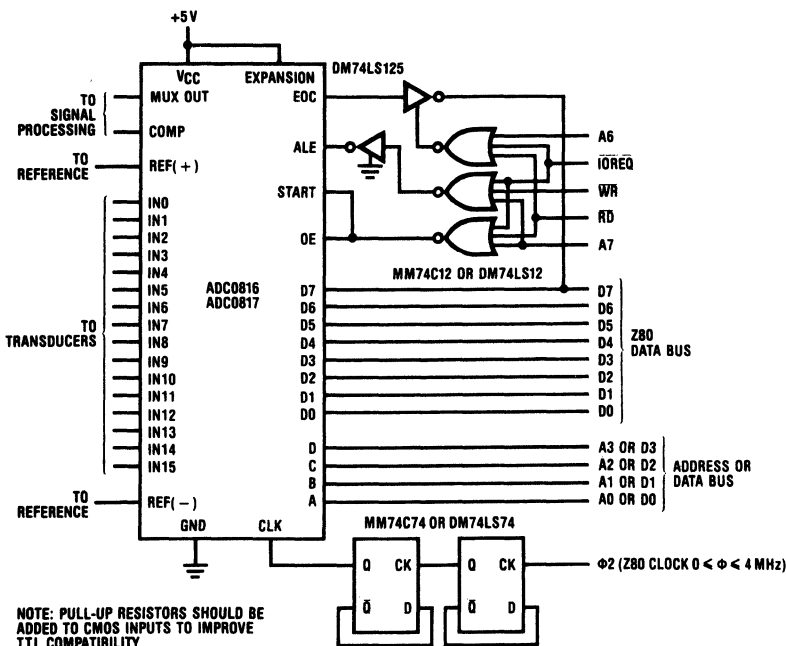 +5V
VCC
EXPANSION
DM74LS125
TO
SIGNAL
PROCESSING
MUX OUT
COMP
EOC
ALE
START
OE
TO
REFERENCE
REF(+)
A6
IOREQ
WR
RD
A7
MM74C12 OR DM74LS12
IN0
IN1
IN2
IN3
IN4
IN5
IN6
IN7
IN8
IN9
IN10
IN11
IN12
IN13
IN14
IN15
TO
TRANSDUCERS
ADC0816
ADC0817
D7
D6
D5
D4
D3
D2
D1
D0
D7
D6
D5
D4
D3
D2
D1
D0
Z80
DATA BUS
D
C
B
A
A3 OR D3
A2 OR D2
A1 OR D1
A0 OR D0
ADDRESS OR
DATA BUS
TO
REFERENCE
REF(−)
GND
CLK
MM74C74 OR DM74LS74
Q CK
Q̅ D
Q CK
Q̅ D
Φ2 (Z80 CLOCK 0 ≤ Φ ≤ 4 MHz)
NOTE: PULL-UP RESISTORS SHOULD BE
ADDED TO CMOS INPUTS TO IMPROVE
TTL COMPATIBILITY